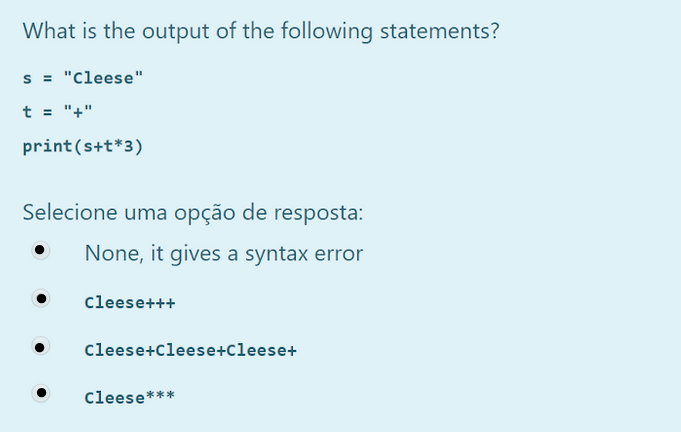 What is the output of the following statements?
s = "Cleese"
t = "+"
print(s+t*3)
Selecione uma opção de resposta:
None, it gives a syntax error
Cleese+++
Cleese+Cleese+Cleese+
Cleese***